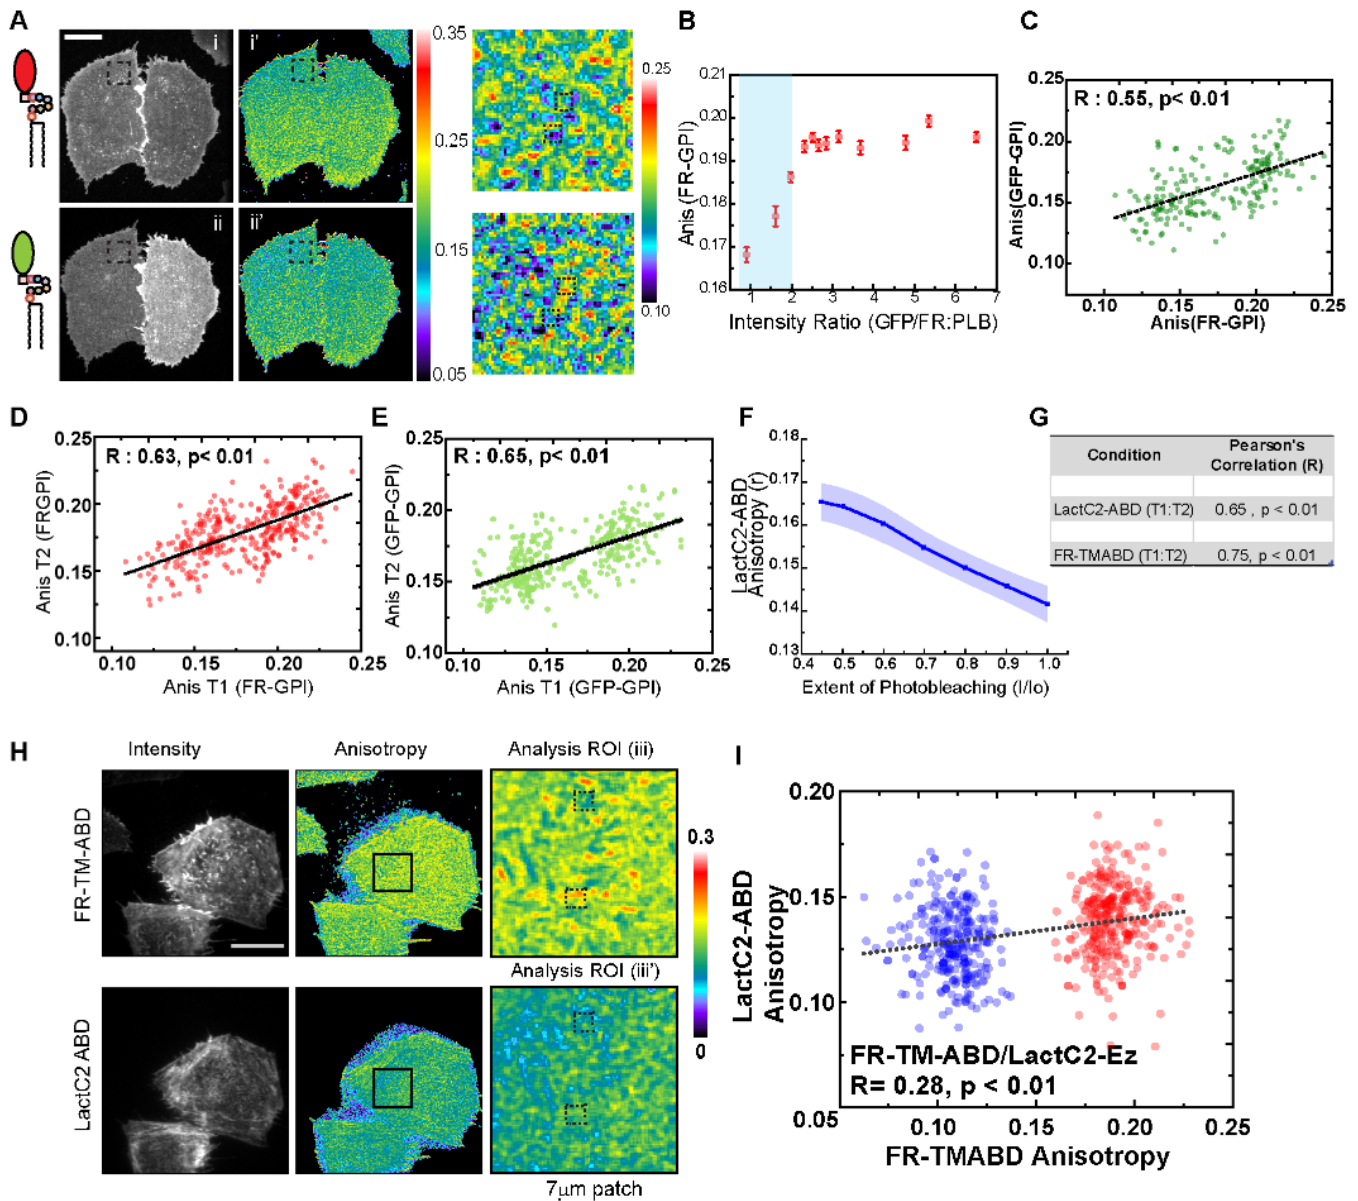 A
i
i'
0.35
0.25
0.15
0.05
ii
ii'
0.25
0.10
B
Anis (FR-GPI)
0.21
0.20
0.19
0.18
0.17
0.16
1 2 3 4 5 6 7
Intensity Ratio (GFP/FR:PLB)
C
R : 0.55, p< 0.01
Anis(GFP-GPI)
0.25
0.20
0.15
0.10
0.10 0.15 0.20 0.25
Anis(FR-GPI)
D
R : 0.63, p< 0.01
Anis T2 (FRGPI)
0.25
0.20
0.15
0.10
0.10 0.15 0.20 0.25
Anis T1 (FR-GPI)
E
R : 0.65, p< 0.01
Anis T2 (GFP-GPI)
0.25
0.20
0.15
0.10
0.10 0.15 0.20 0.25
Anis T1 (GFP-GPI)
F
LactC2-ABD
Anisotropy (r)
0.18
0.17
0.16
0.15
0.14
0.13
0.4 0.5 0.6 0.7 0.8 0.9 1.0
Extent of Photobleaching (I/Io)
G
Condition
Pearson's
Correlation (R)
LactC2-ABD (T1:T2) 0.65 , p < 0.01
FR-TMABD (T1:T2) 0.75, p < 0.01
H
Intensity
Anisotropy
Analysis ROI (iii)
FR-TM-ABD
Analysis ROI (iii')
LactC2 ABD
0.3
0
7μm patch
I
LactC2-ABD
Anisotropy
0.20
0.15
0.10
0.05
FR-TM-ABD/LactC2-Ez
R= 0.28, p < 0.01
0.10 0.15 0.20 0.25
FR-TMABD Anisotropy